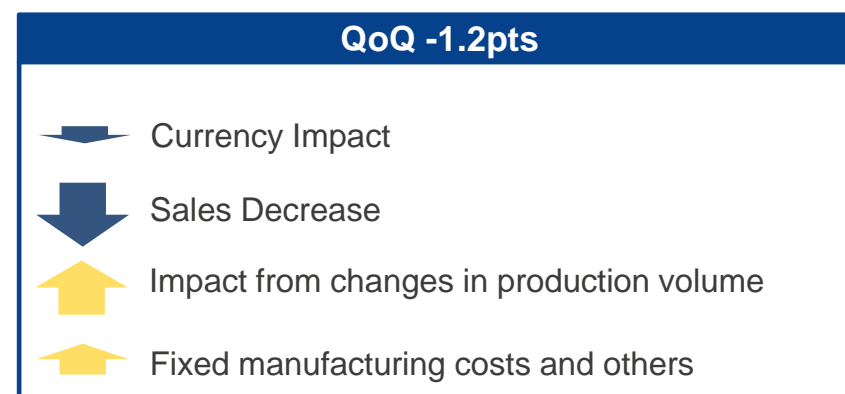 QoQ -1.2pts
Currency Impact
Sales Decrease
Impact from changes in production volume
Fixed manufacturing costs and others